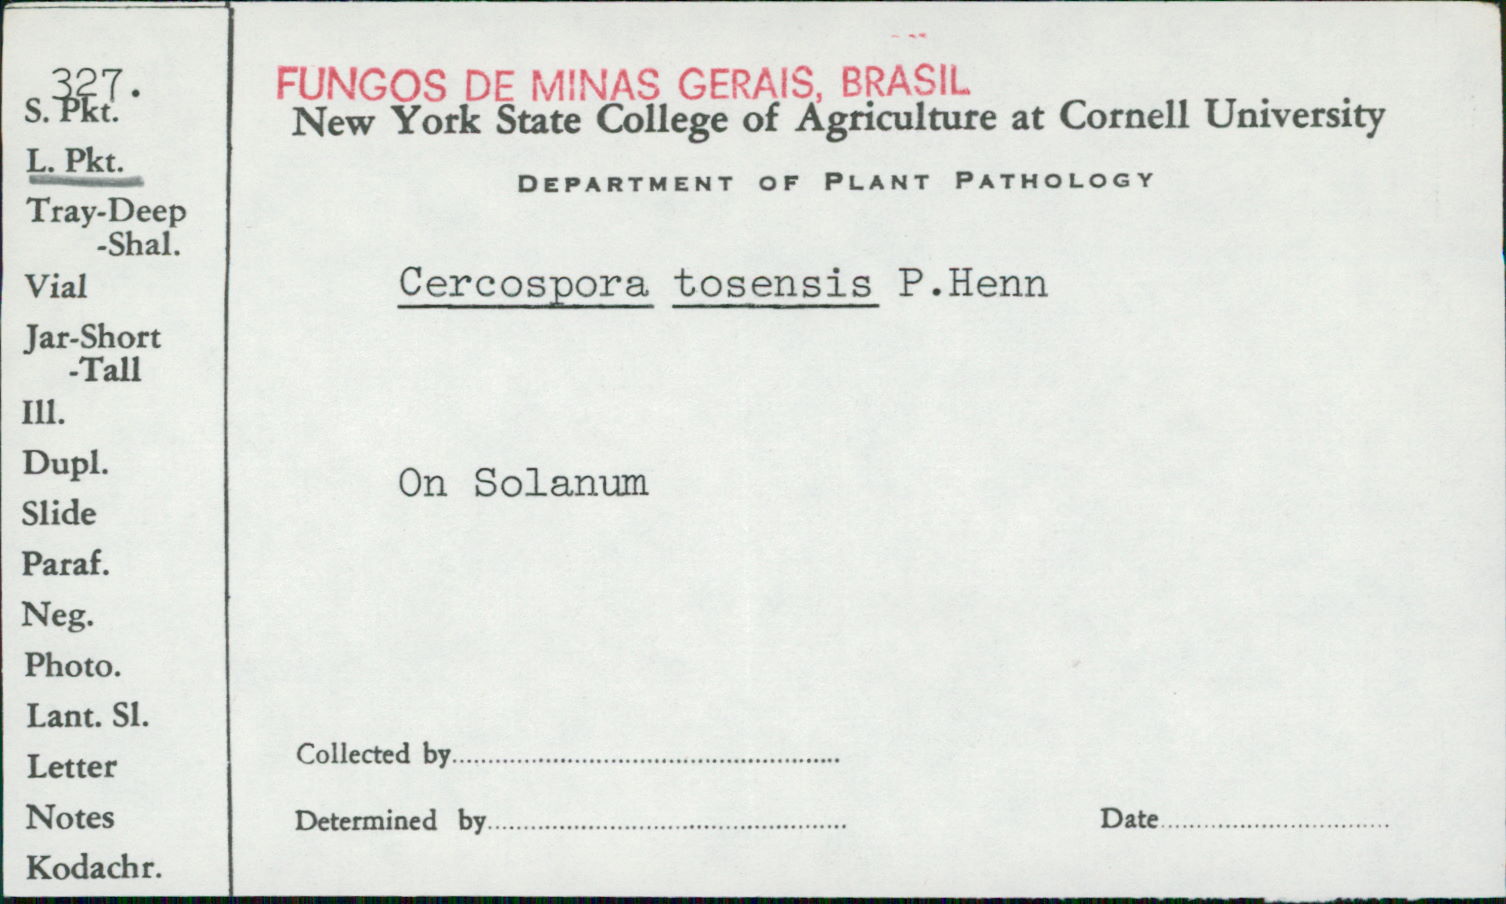 327.
S. Pkt.
L. Pkt.
Tray-Deep
-Shal.
Vial
Jar-Short
-Tall
Ill.
Dupl.
Slide
Paraf.
Neg.
Photo.
Lant. Sl.
Letter
Notes
Kodachr.
FUNGOS DE MINAS GERAIS, BRASIL
New York State College of Agriculture at Cornell University
DEPARTMENT OF PLANT PATHOLOGY
Cercospora tosensis P.Henn
On Solanum
Collected by
Determined by
Date